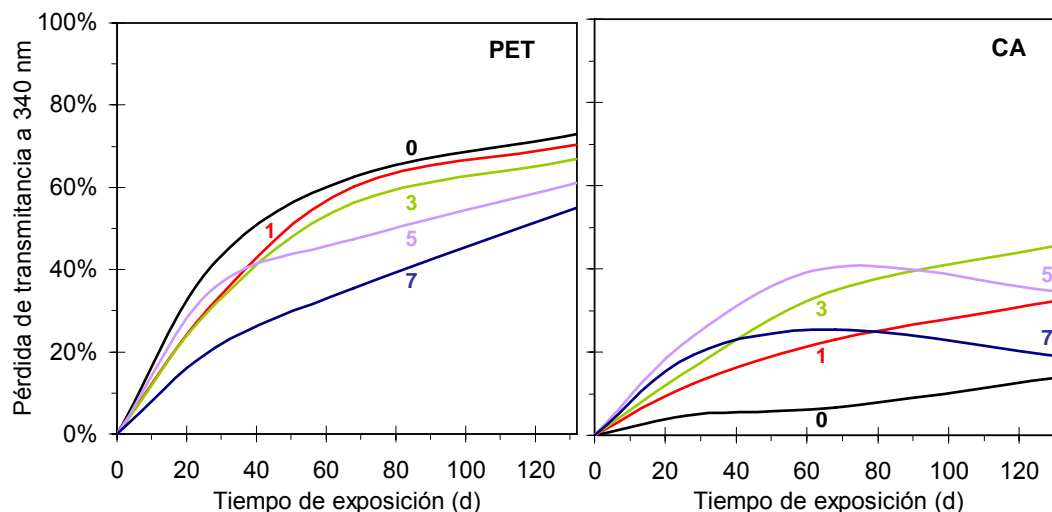 Pérdida de transmitancia a 340 nm
100%
80%
60%
40%
20%
0%
PET
0
1
3
5
7
0 20 40 60 80 100 120
Tiempo de exposición (d)
CA
5
3
7
1
0
0 20 40 60 80 100 120
Tiempo de exposición (d)